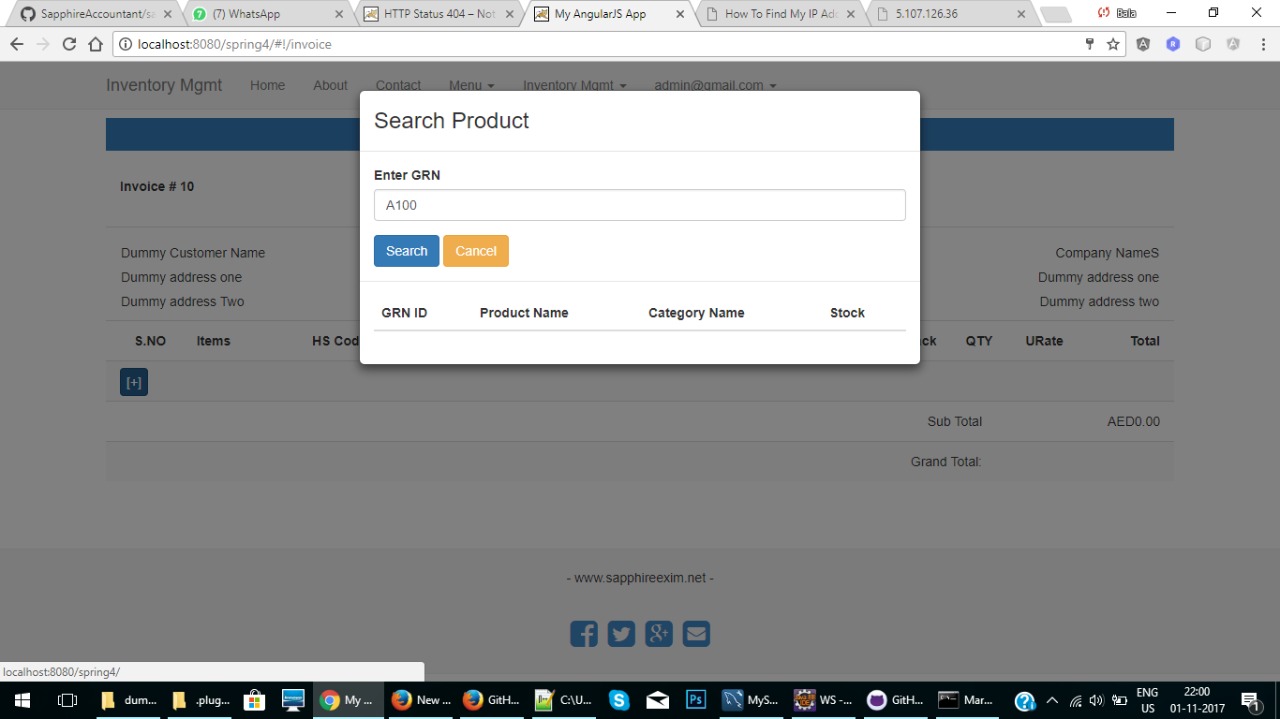 SapphireAccountant/sa
(7) WhatsApp
HTTP Status 404 – Not
My AngularJS App
How To Find My IP Add
5.107.126.36
Bala
localhost:8080/spring4/#!/invoice
Inventory Mgmt Home About Contact Menu Inventory Mgmt admin@gmail.com
Search Product
Enter GRN
A100
Search Cancel
GRN ID Product Name Category Name Stock
Invoice # 10
Dummy Customer Name Company NameS
Dummy address one Dummy address one
Dummy address Two Dummy address two
S.NO Items HS Cod ck QTY URate Total
[+]
Sub Total AED0.00
Grand Total:
- www.sapphireexim.net -
localhost:8080/spring4/
dum... .plug... My ... New ... GitH... C:\U... MyS... WS -... GitH... Mar...
ENG
US
22:00
01-11-2017
1